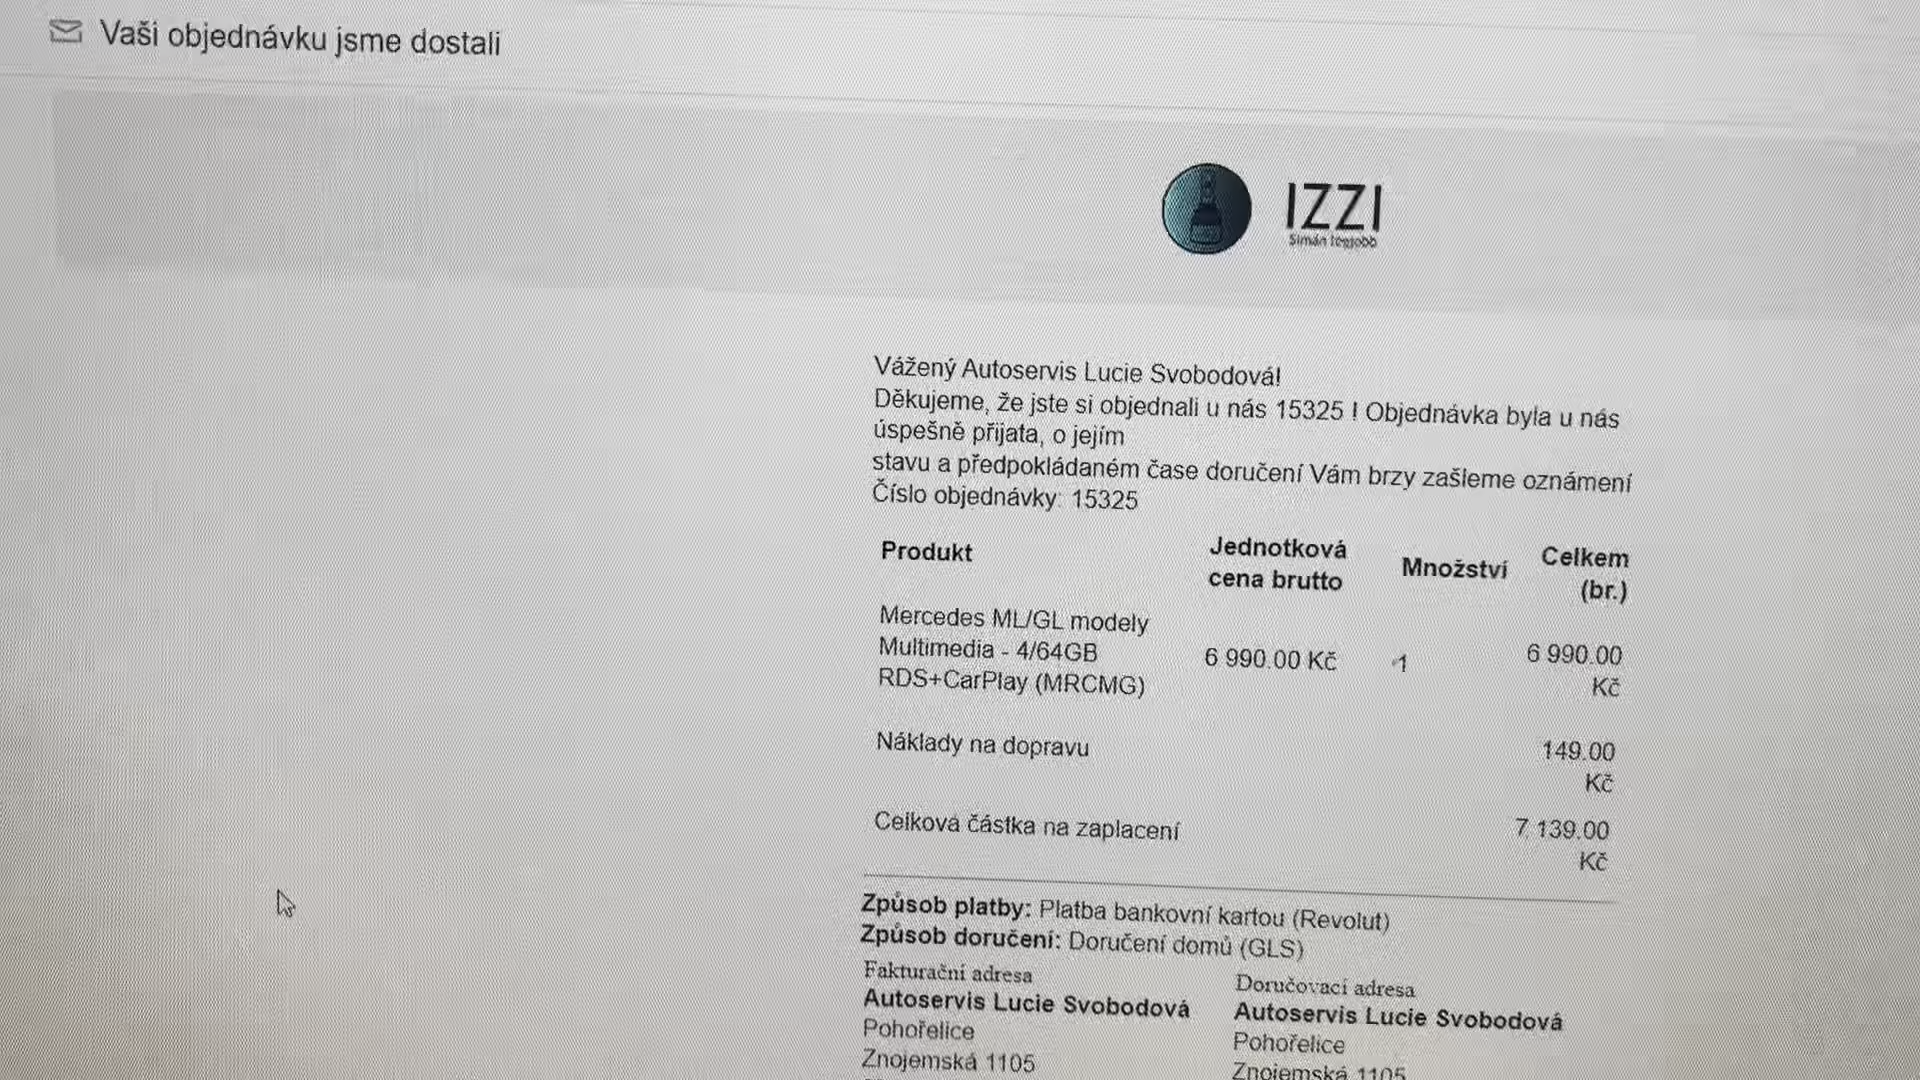 Vaši objednávku jsme dostali
IZZI
Simán legjobb
Vážený Autoservis Lucie Svobodová!
Děkujeme, že jste si objednali u nás 15325 ! Objednávka byla u nás
úspešně přijata, o jejím
stavu a předpokládaném čase doručení Vám brzy zašleme oznámení
Číslo objednávky: 15325
Produkt Jednotková cena brutto Množství Celkem (br.)
Mercedes ML/GL modely
Multimedia - 4/64GB 6 990.00 Kč 1 6 990.00 Kč
RDS+CarPlay (MRCMG)
Náklady na dopravu 149.00 Kč
Celková částka na zaplacení 7 139.00 Kč
Způsob platby: Platba bankovní kartou (Revolut)
Způsob doručení: Doručení domů (GLS)
Fakturační adresa
Autoservis Lucie Svobodová
Pohořelice
Znojemská 1105
Doručovací adresa
Autoservis Lucie Svobodová
Pohořelice
Znojemská 1105